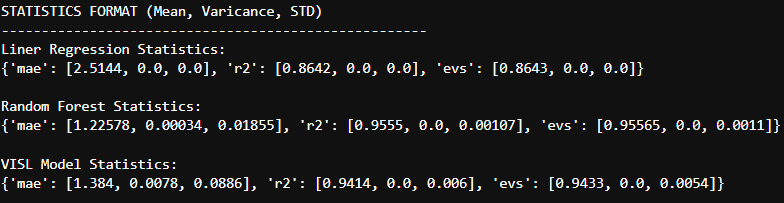 STATISTICS FORMAT (Mean, Varicance, STD)
--------------------------------------------------
Liner Regression Statistics:
{'mae': [2.5144, 0.0, 0.0], 'r2': [0.8642, 0.0, 0.0], 'evs': [0.8643, 0.0, 0.0]}
Random Forest Statistics:
{'mae': [1.22578, 0.00034, 0.01855], 'r2': [0.9555, 0.0, 0.00107], 'evs': [0.95565, 0.0, 0.0011]}
VISL Model Statistics:
{'mae': [1.384, 0.0078, 0.0886], 'r2': [0.9414, 0.0, 0.006], 'evs': [0.9433, 0.0, 0.0054]}